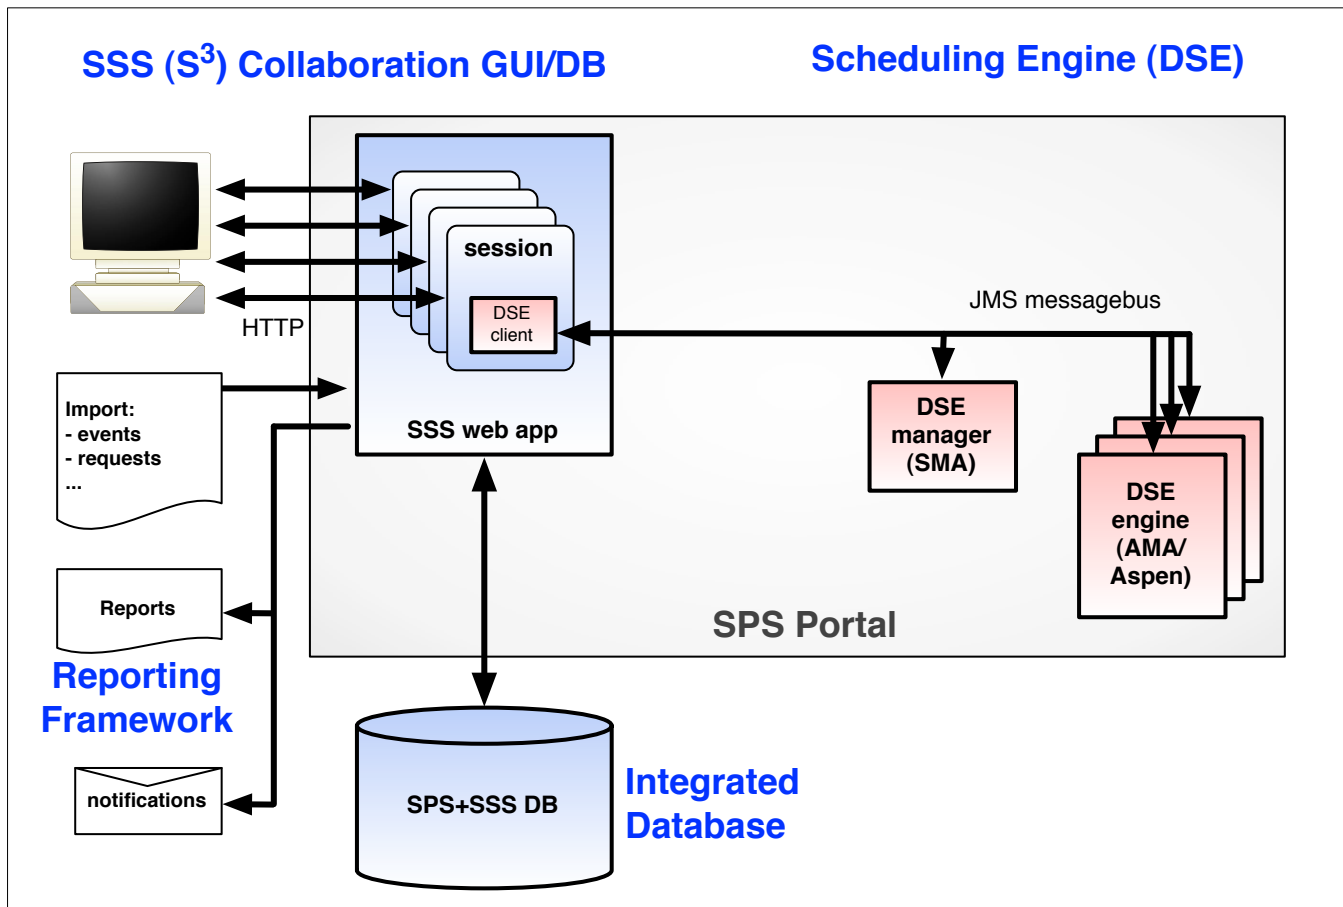 SSS (S³) Collaboration GUI/DB
Scheduling Engine (DSE)
session
DSE
client
HTTP
JMS messagebus
Import:
- events
- requests
...
SSS web app
DSE
manager
(SMA)
DSE
engine
(AMA/
Aspen)
Reports
SPS Portal
Reporting
Framework
notifications
SPS+SSS DB
Integrated
Database